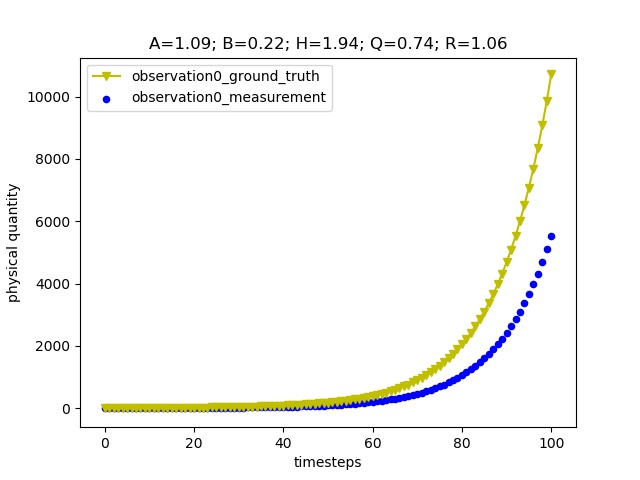 A=1.09; B=0.22; H=1.94; Q=0.74; R=1.06
observation0_ground_truth
observation0_measurement
physical quantity
10000
8000
6000
4000
2000
0
0 20 40 60 80 100
timesteps